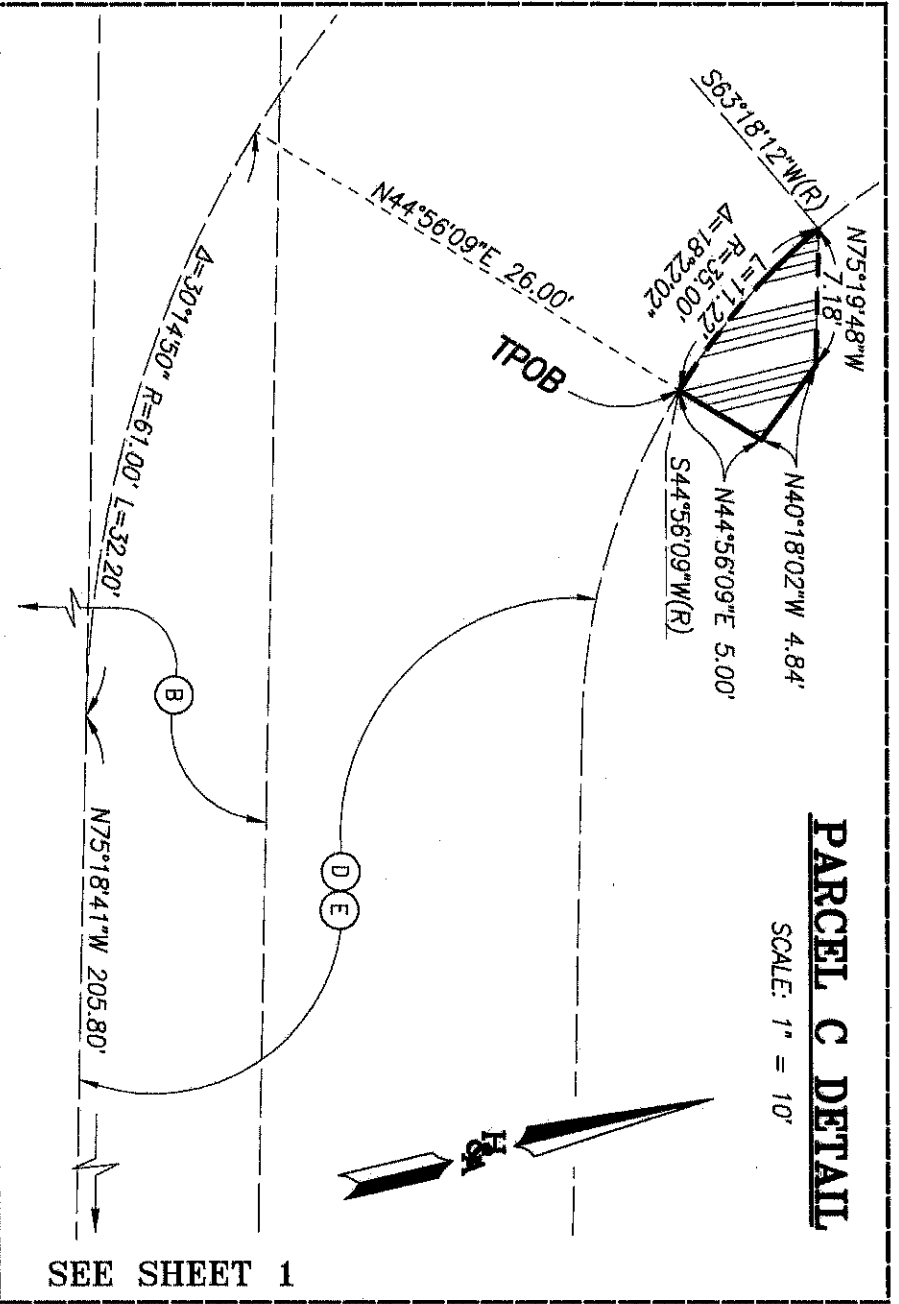 PARCEL C DETAIL
SCALE: 1" = 10'
S63°18'12"W(R)
N75°19'48"W
7.18'
N40°18'02"W 4.84'
N44°56'09"E 5.00'
S44°56'09"W(R)
L=11.22'
R=35.00'
Δ=18°22'02"
N44°56'09"E 26.00'
TPOB
Δ=30°14'50" R=61.00' L=32.20'
B
D
E
N75°18'41"W 205.80'
SEE SHEET 1